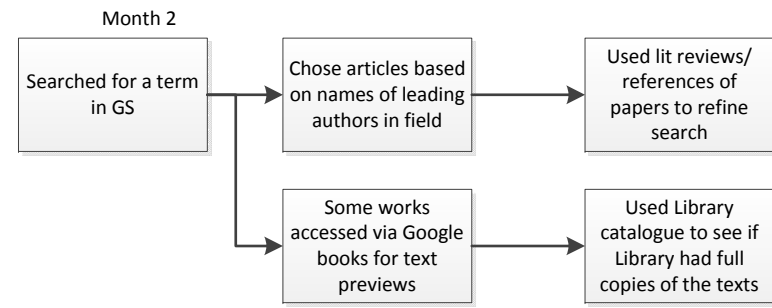 Month 2
Searched for a term
in GS
Chose articles based
on names of leading
authors in field
Used lit reviews/
references of
papers to refine
search
Some works
accessed via Google
books for text
previews
Used Library
catalogue to see if
Library had full
copies of the texts